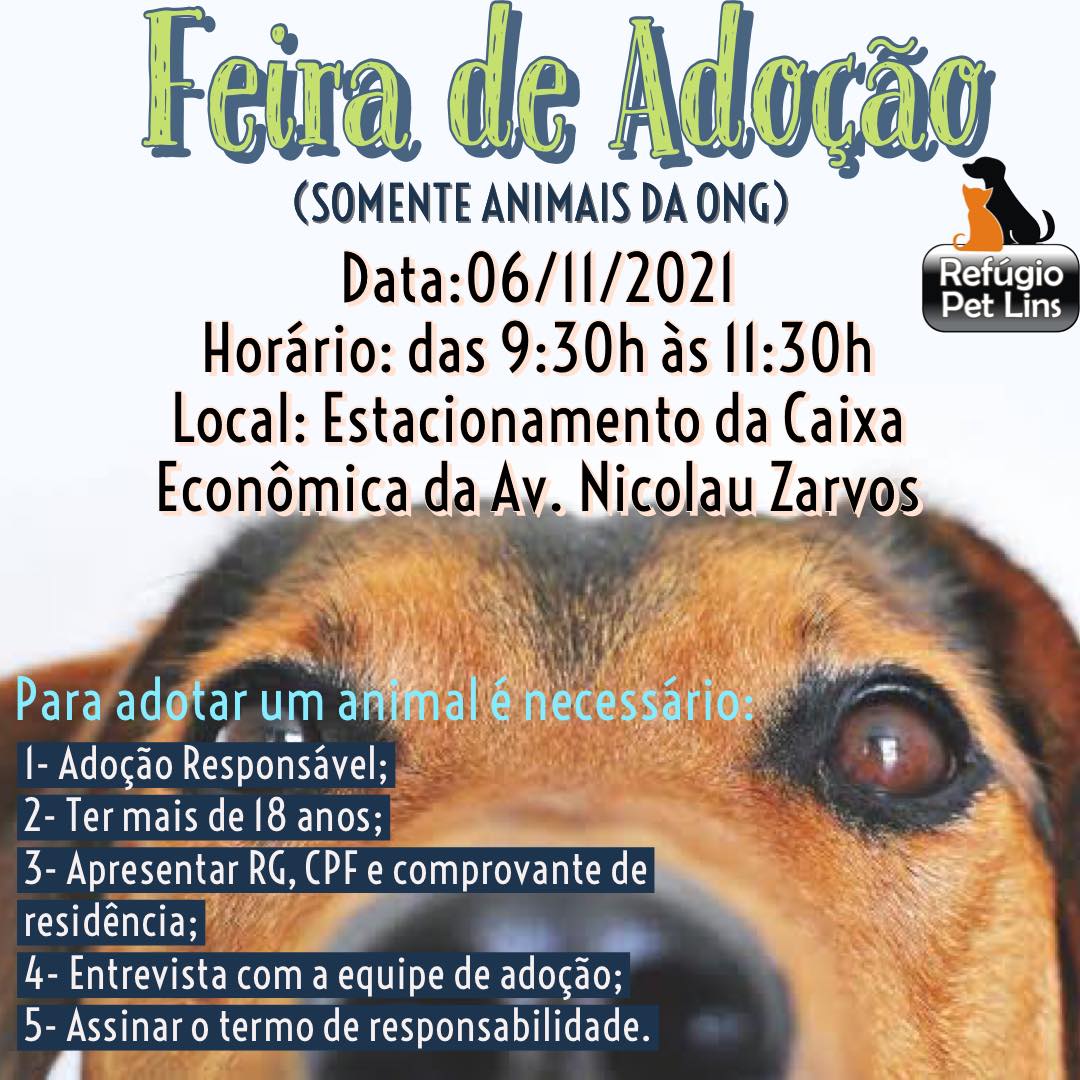 Feira de Adoção
(SOMENTE ANIMAIS DA ONG)
Data:06/11/2021
Refúgio
Pet Lins
Horário: das 9:30h às 11:30h
Local: Estacionamento da Caixa
Econômica da Av. Nicolau Zarvos
Para adotar um animal é necessário:
1- Adoção Responsável;
2- Ter mais de 18 anos;
3- Apresentar RG, CPF e comprovante de
residência;
4- Entrevista com a equipe de adoção;
5- Assinar o termo de responsabilidade.